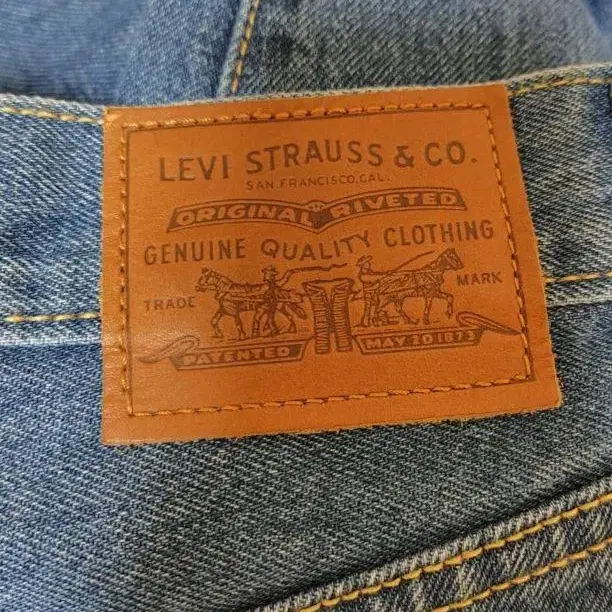 LEVI STRAUSS & CO.
SAN FRANCISCO, CAL.
ORIGINAL RIVETED
GENUINE QUALITY CLOTHING
TRADE MARK
PATENTED MAY 20 1873